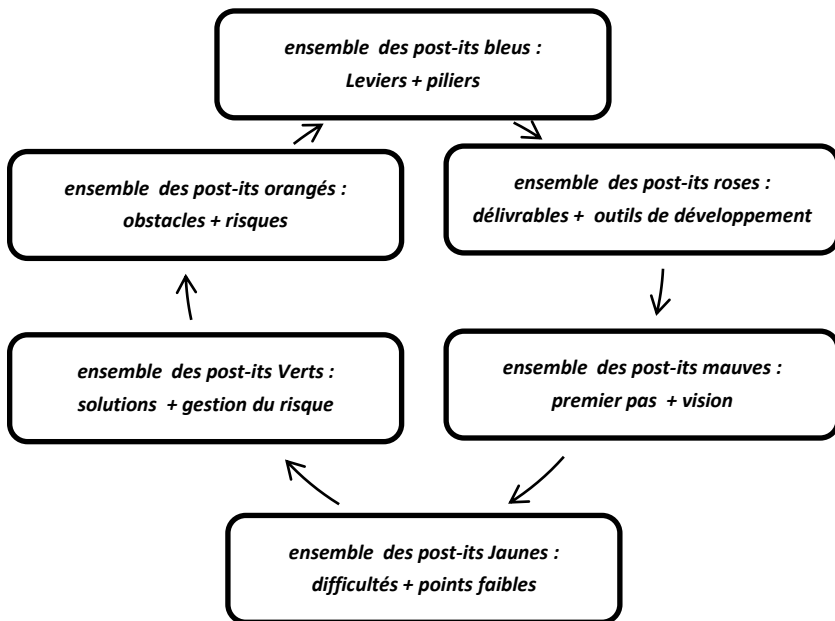 ensemble des post-its bleus :
Leviers + piliers
ensemble des post-its roses :
délivrables + outils de développement
ensemble des post-its mauves :
premier pas + vision
ensemble des post-its Jaunes :
difficultés + points faibles
ensemble des post-its Verts :
solutions + gestion du risque
ensemble des post-its orangés :
obstacles + risques